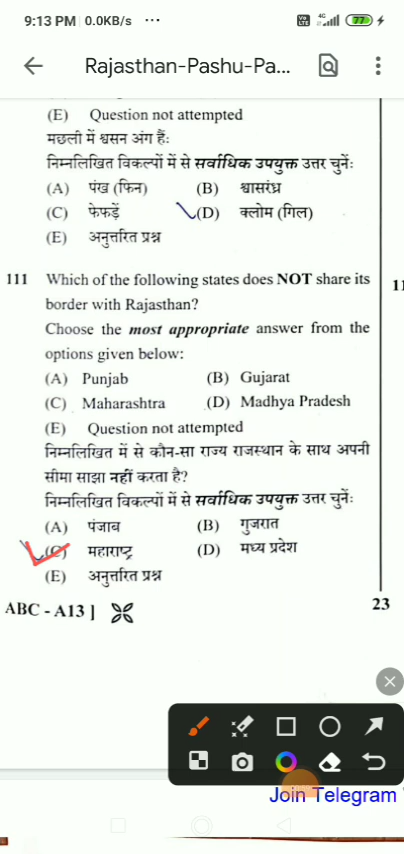 9:13 PM 0.0KB/s ...
Vo LTE 4G 77
Rajasthan-Pashu-Pa...
(E) Question not attempted
मछली में श्वसन अंग हैं:
निम्नलिखित विकल्पों में से सर्वाधिक उपयुक्त उत्तर चुनें:
(A) पंख (फिन) (B) श्वासरंध्र
(C) फेफड़ें (D) क्लोम (गिल)
(E) अनुत्तरित प्रश्न
111 Which of the following states does NOT share its
border with Rajasthan?
Choose the most appropriate answer from the
options given below:
(A) Punjab (B) Gujarat
(C) Maharashtra (D) Madhya Pradesh
(E) Question not attempted
निम्नलिखित में से कौन-सा राज्य राजस्थान के साथ अपनी
सीमा साझा नहीं करता है?
निम्नलिखित विकल्पों में से सर्वाधिक उपयुक्त उत्तर चुनें:
(A) पंजाब (B) गुजरात
(C) महाराष्ट्र (D) मध्य प्रदेश
(E) अनुत्तरित प्रश्न
ABC - A13 ] 23
Join Telegram